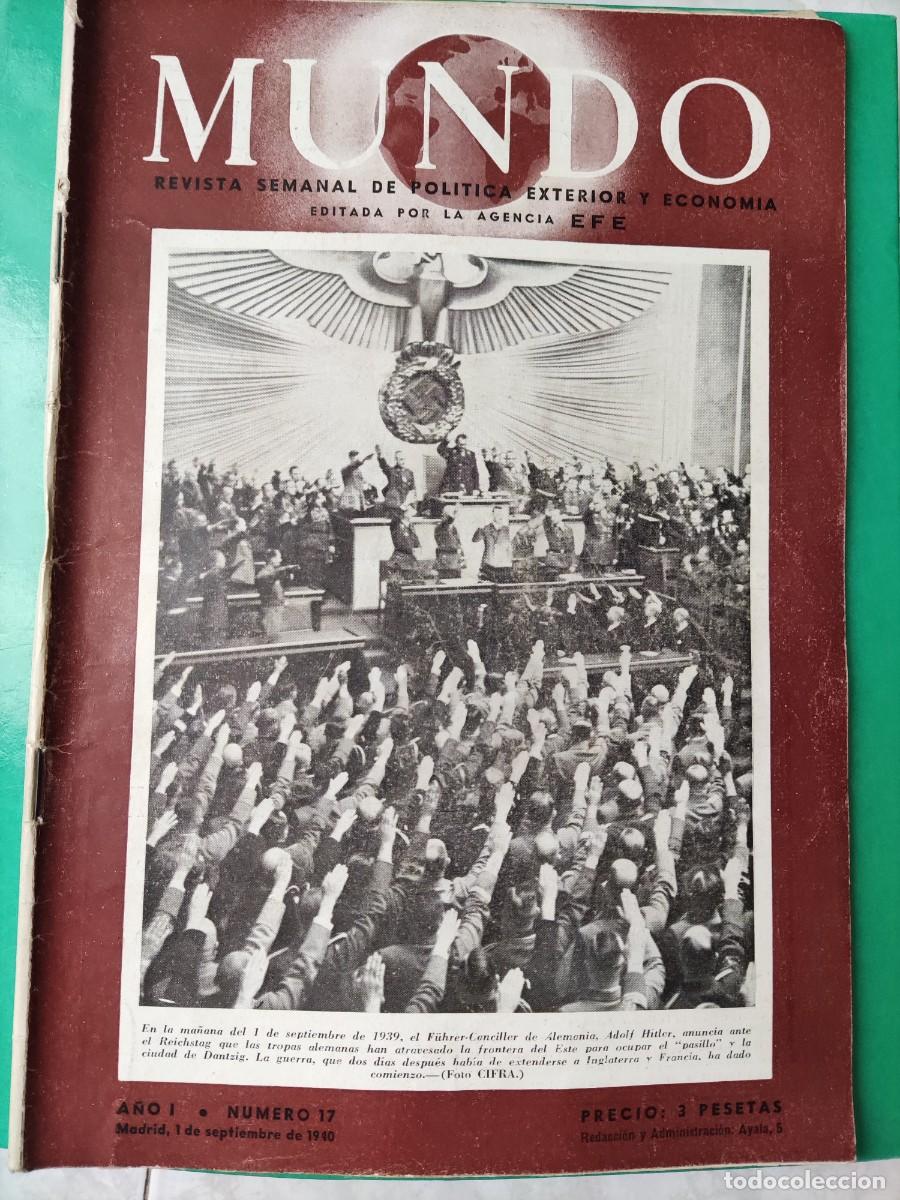 MUNDO
REVISTA SEMANAL DE POLITICA EXTERIOR Y ECONOMIA
EDITADA POR LA AGENCIA EFE
En la mañana del 1 de septiembre de 1939, el Führer-Canciller de Alemania, Adolf Hitler, anuncia ante
el Reichstag que las tropas alemanas han atravesado la frontera del Este para ocupar el "pasillo" y la
ciudad de Dantzig. La guerra, que dos días después había de extenderse a Inglaterra y Francia, ha dado
comienzo.—(Foto CIFRA.)
AÑO I • NUMERO 17
Madrid, 1 de septiembre de 1940
PRECIO: 3 PESETAS
Redacción y Administración: Ayala, 5
todocoleccion